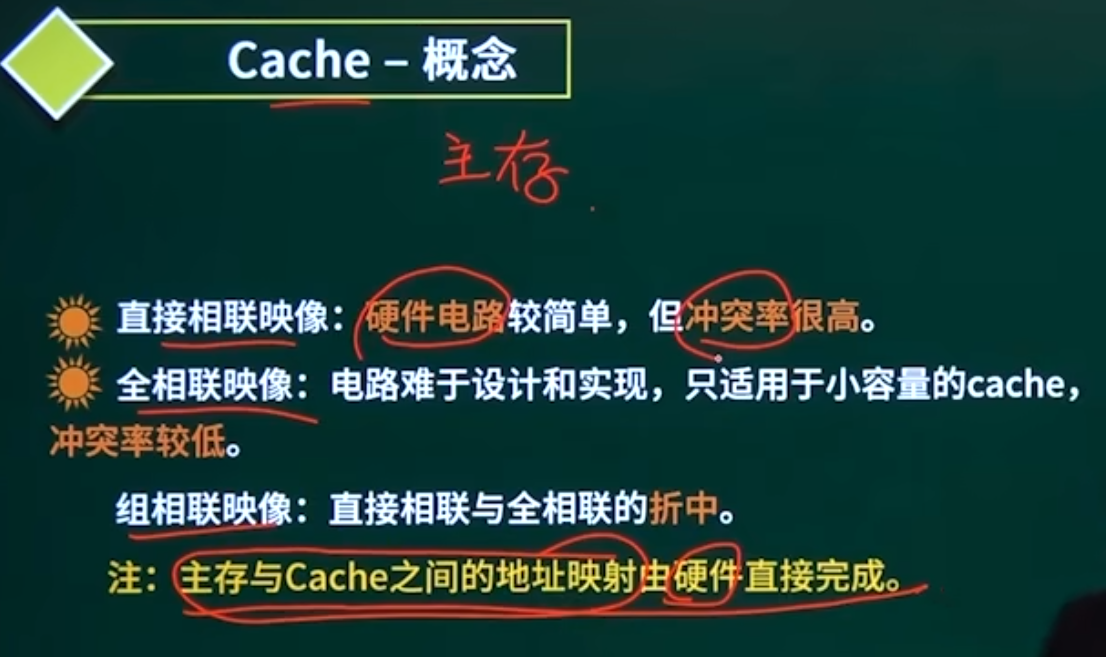 Cache – 概念
主存
直接相联映像：硬件电路较简单，但冲突率很高。
全相联映像：电路难于设计和实现，只适用于小容量的cache，
冲突率较低。
组相联映像：直接相联与全相联的折中。
注：主存与Cache之间的地址映射由硬件直接完成。